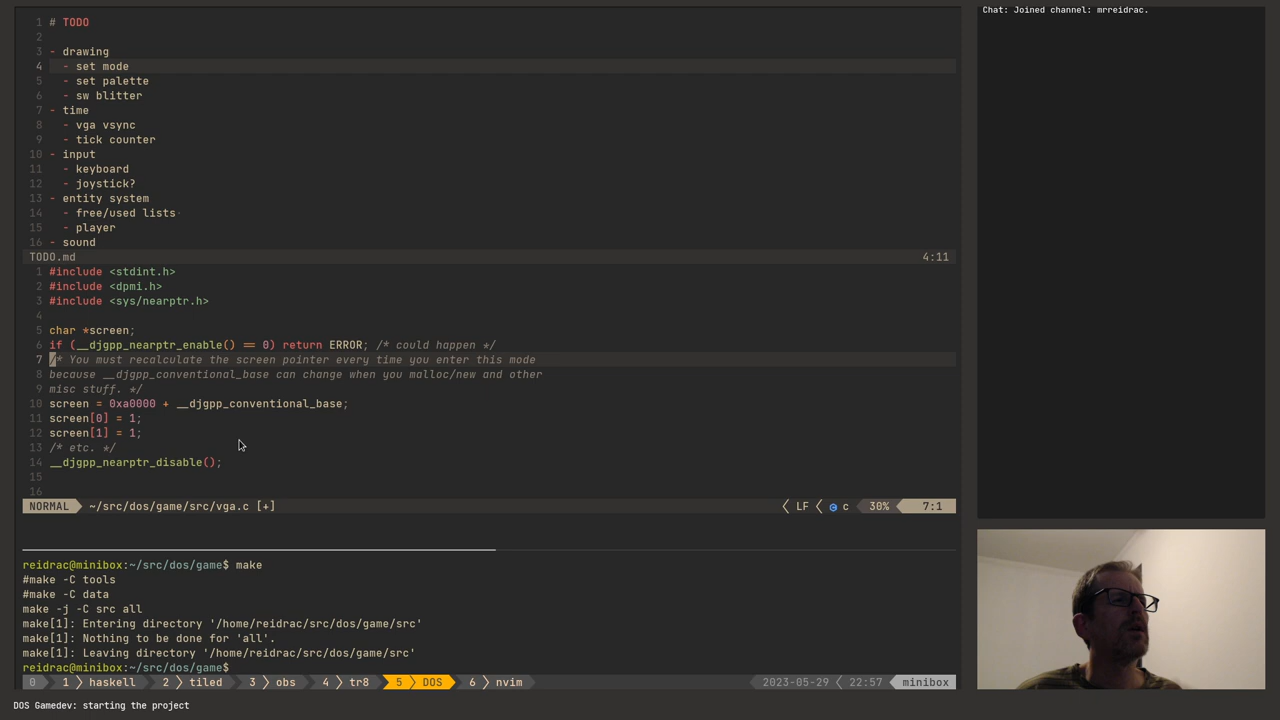 1 # TODO
2
3 - drawing
4 - set mode
5 - set palette
6 - sw blitter
7 - time
8 - vga vsync
9 - tick counter
10 - input
11 - keyboard
12 - joystick?
13 - entity system
14 - free/used lists·
15 - player
16 - sound
TODO.md 4:11
1 #include <stdint.h>
2 #include <dpmi.h>
3 #include <sys/nearptr.h>
4
5 char *screen;
6 if (__djgpp_nearptr_enable() == 0) return ERROR; /* could happen */
7 /* You must recalculate the screen pointer every time you enter this mode
8 because __djgpp_conventional_base can change when you malloc/new and other
9 misc stuff. */
10 screen = 0xa0000 + __djgpp_conventional_base;
11 screen[0] = 1;
12 screen[1] = 1;
13 /* etc. */
14 __djgpp_nearptr_disable();
15
16
NORMAL ~/src/dos/game/src/vga.c [+] LF c 30% 7:1
reidrac@minibox:~/src/dos/game$ make
#make -C tools
#make -C data
make -j -C src all
make[1]: Entering directory '/home/reidrac/src/dos/game/src'
make[1]: Nothing to be done for 'all'.
make[1]: Leaving directory '/home/reidrac/src/dos/game/src'
reidrac@minibox:~/src/dos/game$
0 1 haskell 2 tiled 3 obs 4 tr8 5 DOS 6 nvim 2023-05-29 22:57 minibox
DOS Gamedev: starting the project
Chat: Joined channel: mrreidrac.